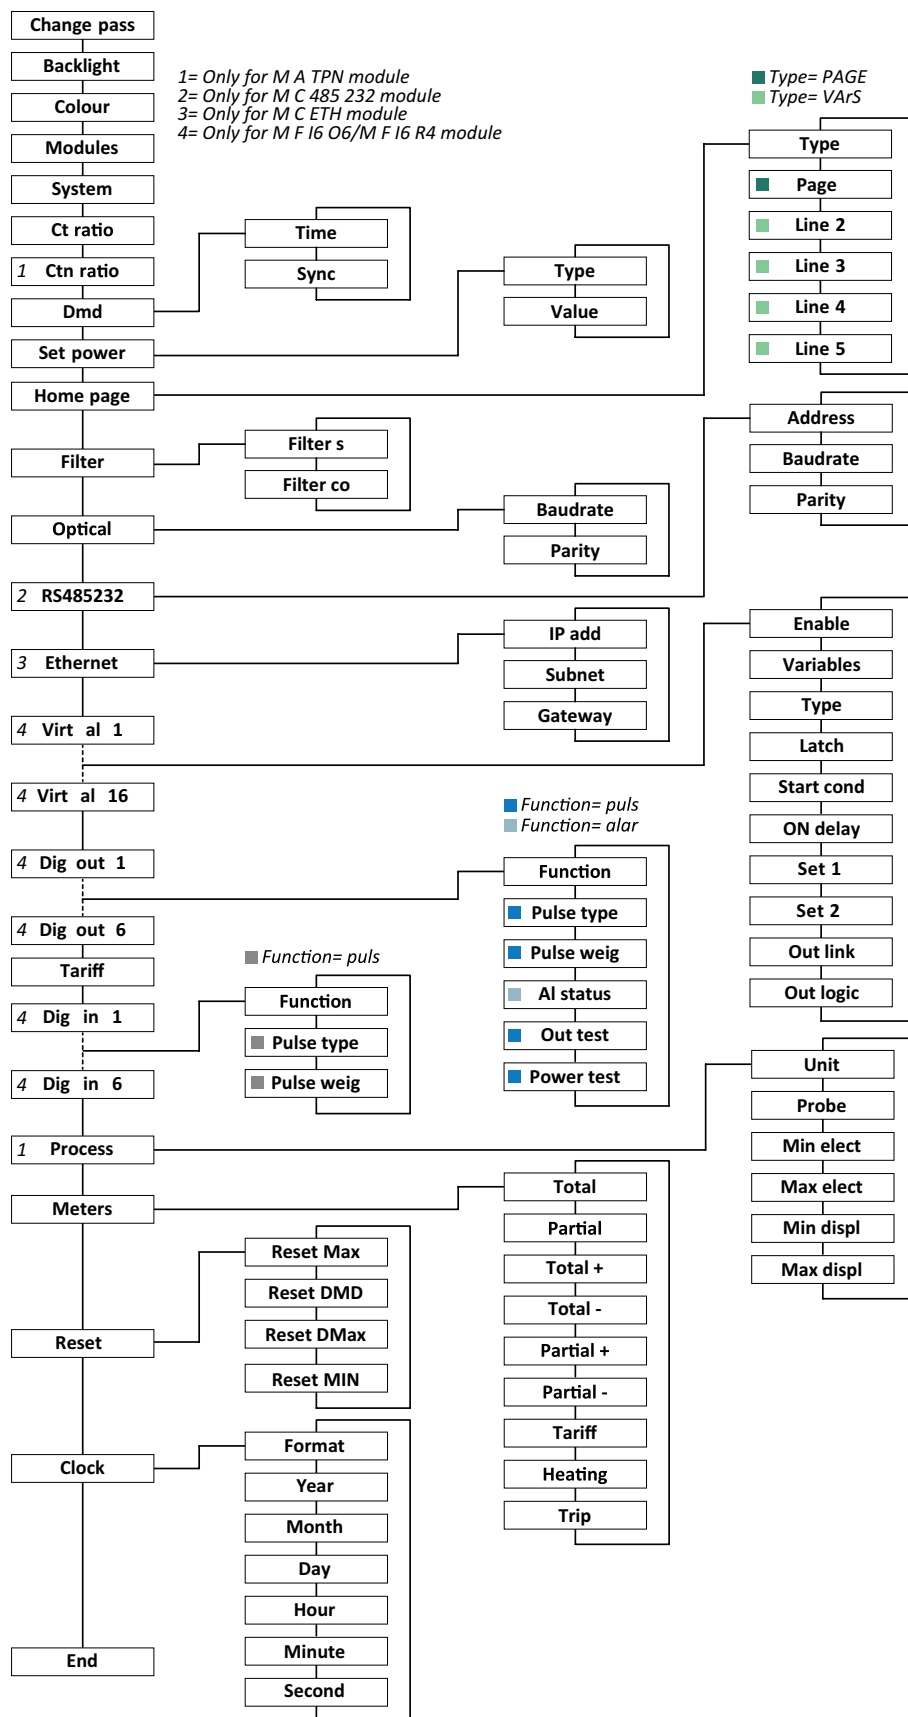 Change pass
Backlight
Colour
Modules
System
Ct ratio
1 Ctn ratio
Dmd
Set power
Home page
Filter
Optical
2 RS485232
3 Ethernet
4 Virt al 1
4 Virt al 16
4 Dig out 1
4 Dig out 6
Tariff
4 Dig in 1
4 Dig in 6
1 Process
Meters
Reset
Clock
End
1= Only for M A TPN module
2= Only for M C 485 232 module
3= Only for M C ETH module
4= Only for M F I6 O6/M F I6 R4 module
Time
Sync
Filter s
Filter co
Function= puls
Function
Pulse type
Pulse weig
Reset Max
Reset DMD
Reset DMax
Reset MIN
Format
Year
Month
Day
Hour
Minute
Second
Type
Value
Baudrate
Parity
IP add
Subnet
Gateway
Function= puls
Function= alar
Function
Pulse type
Pulse weig
Al status
Out test
Power test
Total
Partial
Total +
Total -
Partial +
Partial -
Tariff
Heating
Trip
Type= PAGE
Type= VArS
Type
Page
Line 2
Line 3
Line 4
Line 5
Address
Baudrate
Parity
Enable
Variables
Type
Latch
Start cond
ON delay
Set 1
Set 2
Out link
Out logic
Unit
Probe
Min elect
Max elect
Min displ
Max displ